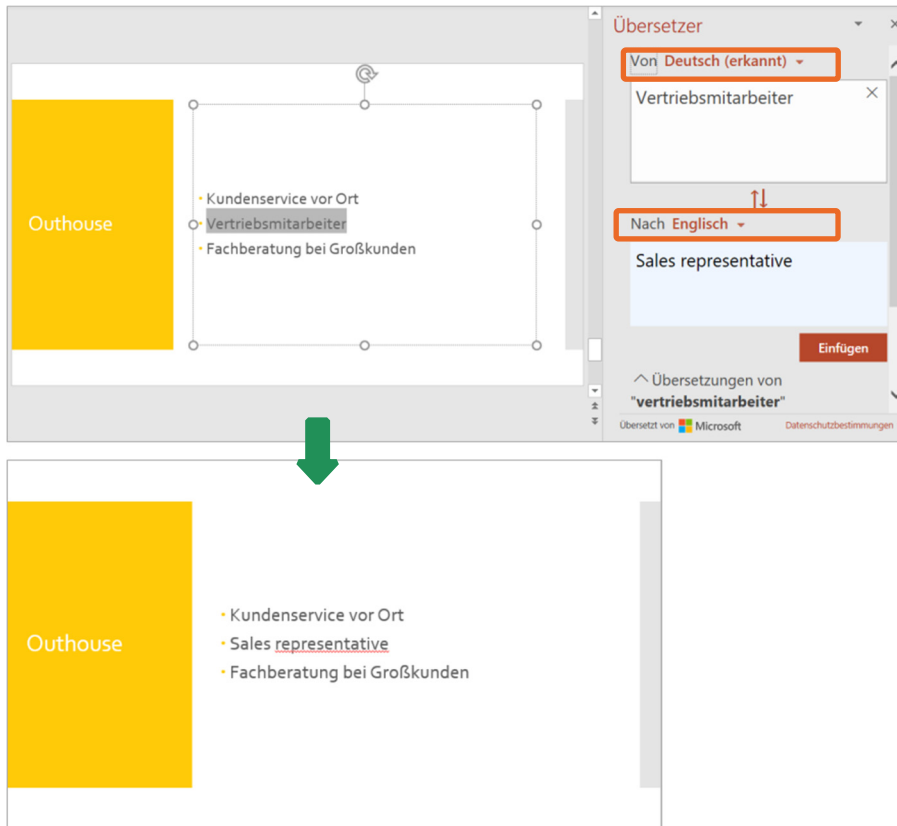 Outhouse
Kundenservice vor Ort
Vertriebsmitarbeiter
Fachberatung bei Großkunden
Übersetzer
Von Deutsch (erkannt)
Vertriebsmitarbeiter
Nach Englisch
Sales representative
Einfügen
Übersetzungen von
"vertriebsmitarbeiter"
Übersetzt von Microsoft Datenschutzbestimmungen
Outhouse
Kundenservice vor Ort
Sales representative
Fachberatung bei Großkunden